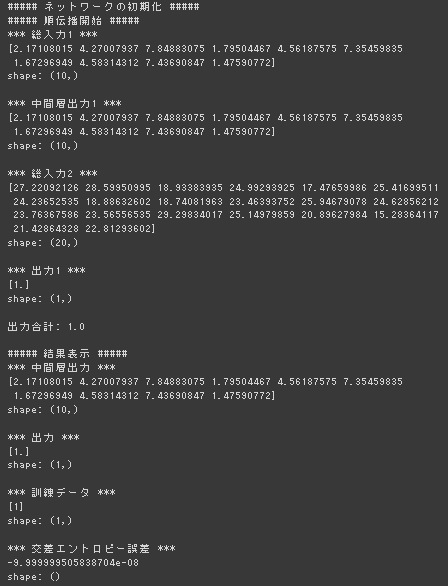 ##### ネットワークの初期化 #####
##### 順伝播開始 #####
*** 総入力1 ***
[2.17108015 4.27007937 7.84883075 1.79504467 4.56187575 7.35459835
1.67296949 4.58314312 7.43690847 1.47590772]
shape: (10,)
*** 中間層出力1 ***
[2.17108015 4.27007937 7.84883075 1.79504467 4.56187575 7.35459835
1.67296949 4.58314312 7.43690847 1.47590772]
shape: (10,)
*** 総入力2 ***
[27.22092126 28.59950995 18.93383935 24.99293925 17.47659986 25.41699511
24.23652535 18.88632602 18.74081963 23.46393752 25.94679078 24.62856212
23.76367586 23.56556535 29.29834017 25.14979859 20.89627984 15.28364117
21.42864328 22.81293602]
shape: (20,)
*** 出力1 ***
[1.]
shape: (1,)
出力合計: 1.0
##### 結果表示 #####
*** 中間層出力 ***
[2.17108015 4.27007937 7.84883075 1.79504467 4.56187575 7.35459835
1.67296949 4.58314312 7.43690847 1.47590772]
shape: (10,)
*** 出力 ***
[1.]
shape: (1,)
*** 訓練データ ***
[1]
shape: (1,)
*** 交差エントロピー誤差 ***
-9.999999505838704e-08
shape: ()